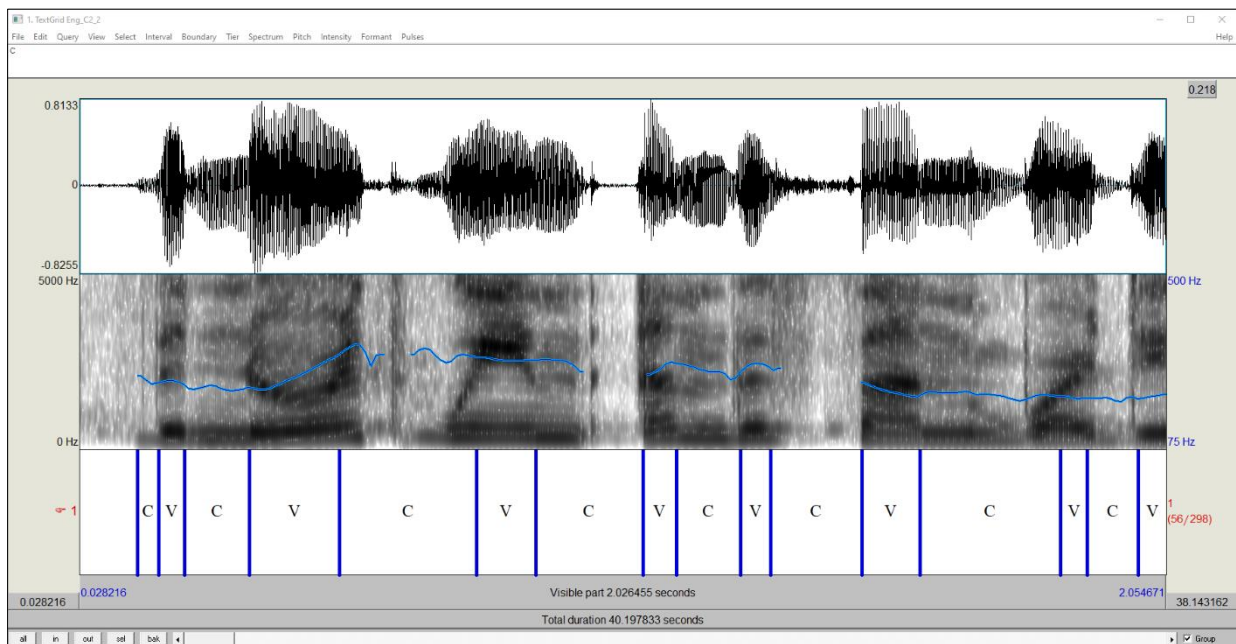 1. TextGrid Eng_C2_2
File Edit Query View Select Interval Boundary Tier Spectrum Pitch Intensity Formant Pulses Help
C
0.218
0.8133
0
-0.8255
5000 Hz 500 Hz
0 Hz 75 Hz
1 C V C V C V C V C V C V C V C V 1
(56/298)
0.028216 0.028216 Visible part 2.026455 seconds 2.054671 38.143162
Total duration 40.197833 seconds
all in out sel bak Group